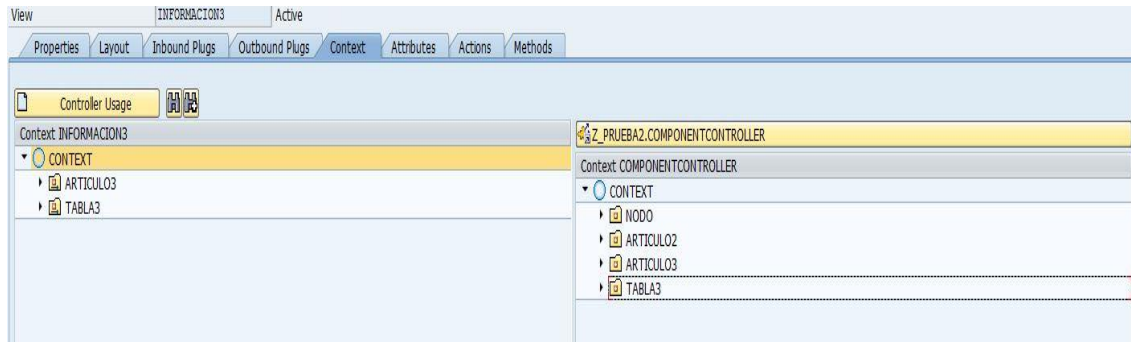 View INFORMACION3 Active
Properties Layout Inbound Plugs Outbound Plugs Context Attributes Actions Methods
Controller Usage
Context INFORMACION3
CONTEXT
ARTICULO3
TABLA3
Z_PRUEBA2.COMPONENTCONTROLLER
Context COMPONENTCONTROLLER
CONTEXT
NODO
ARTICULO2
ARTICULO3
TABLA3